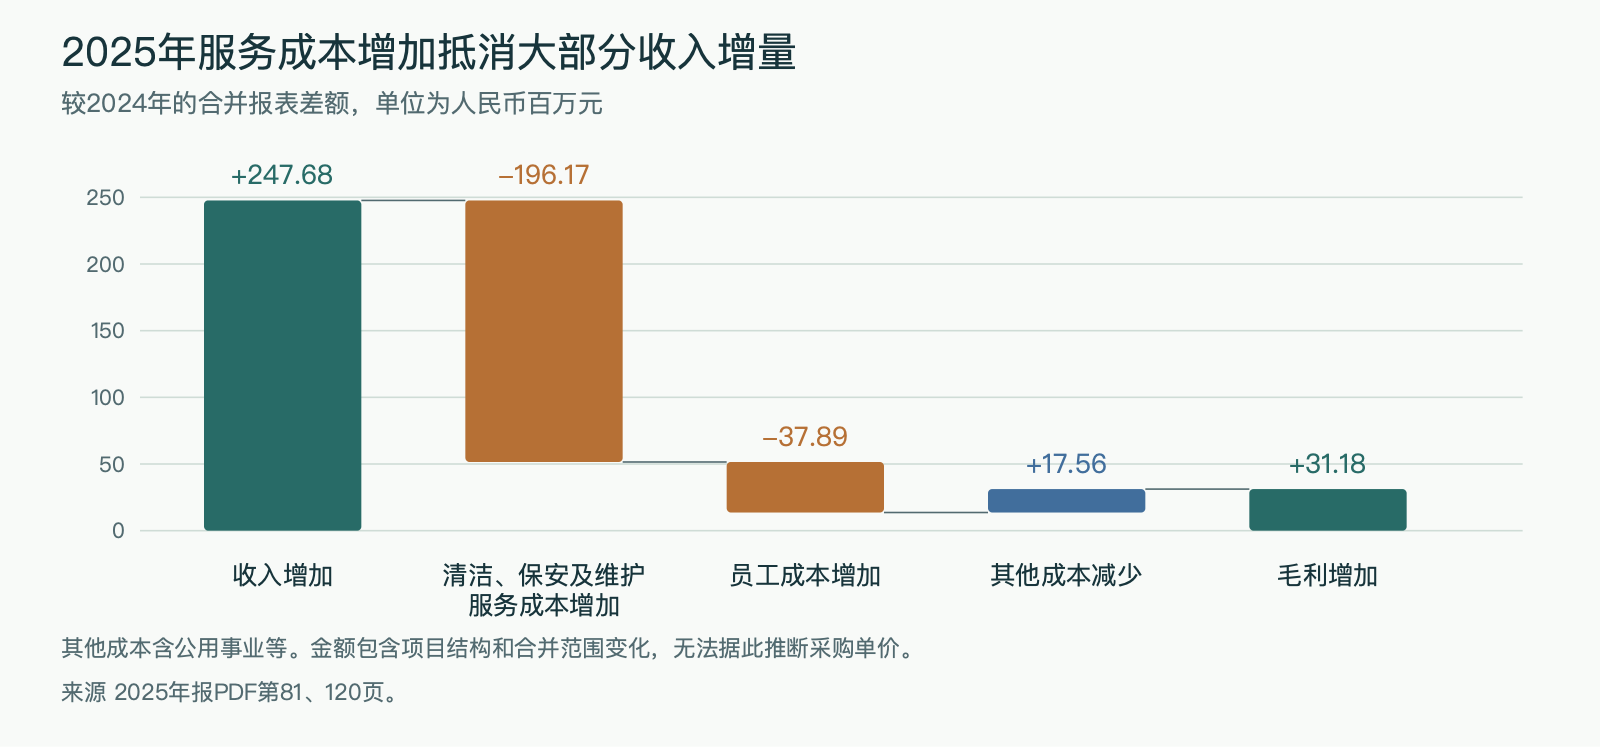 2025年服务成本增加抵消大部分收入增量
较2024年的合并报表差额，单位为人民币百万元
+247.68
−196.17
−37.89
+17.56
+31.18
250
200
150
100
50
0
收入增加
清洁、保安及维护
服务成本增加
员工成本增加
其他成本减少
毛利增加
其他成本含公用事业等。金额包含项目结构和合并范围变化，无法据此推断采购单价。
来源 2025年报PDF第81、120页。